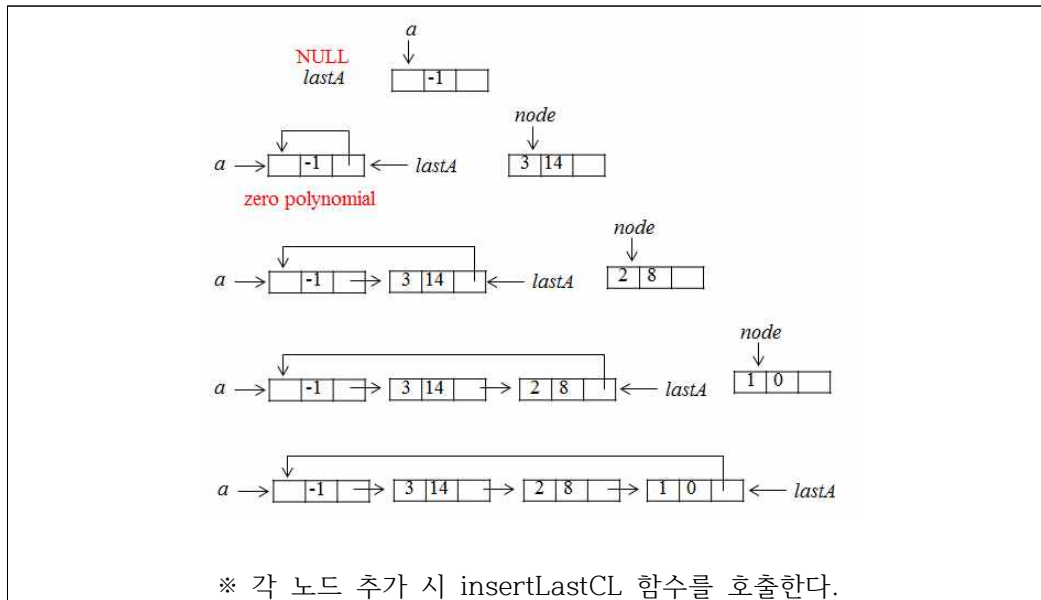 a
NULL
lastA
-1
node
a -1 lastA 3 14
zero polynomial
node
a -1 3 14 lastA 2 8
node
a -1 3 14 2 8 lastA 1 0
a -1 3 14 2 8 1 0 lastA
※ 각 노드 추가 시 insertLastCL 함수를 호출한다.